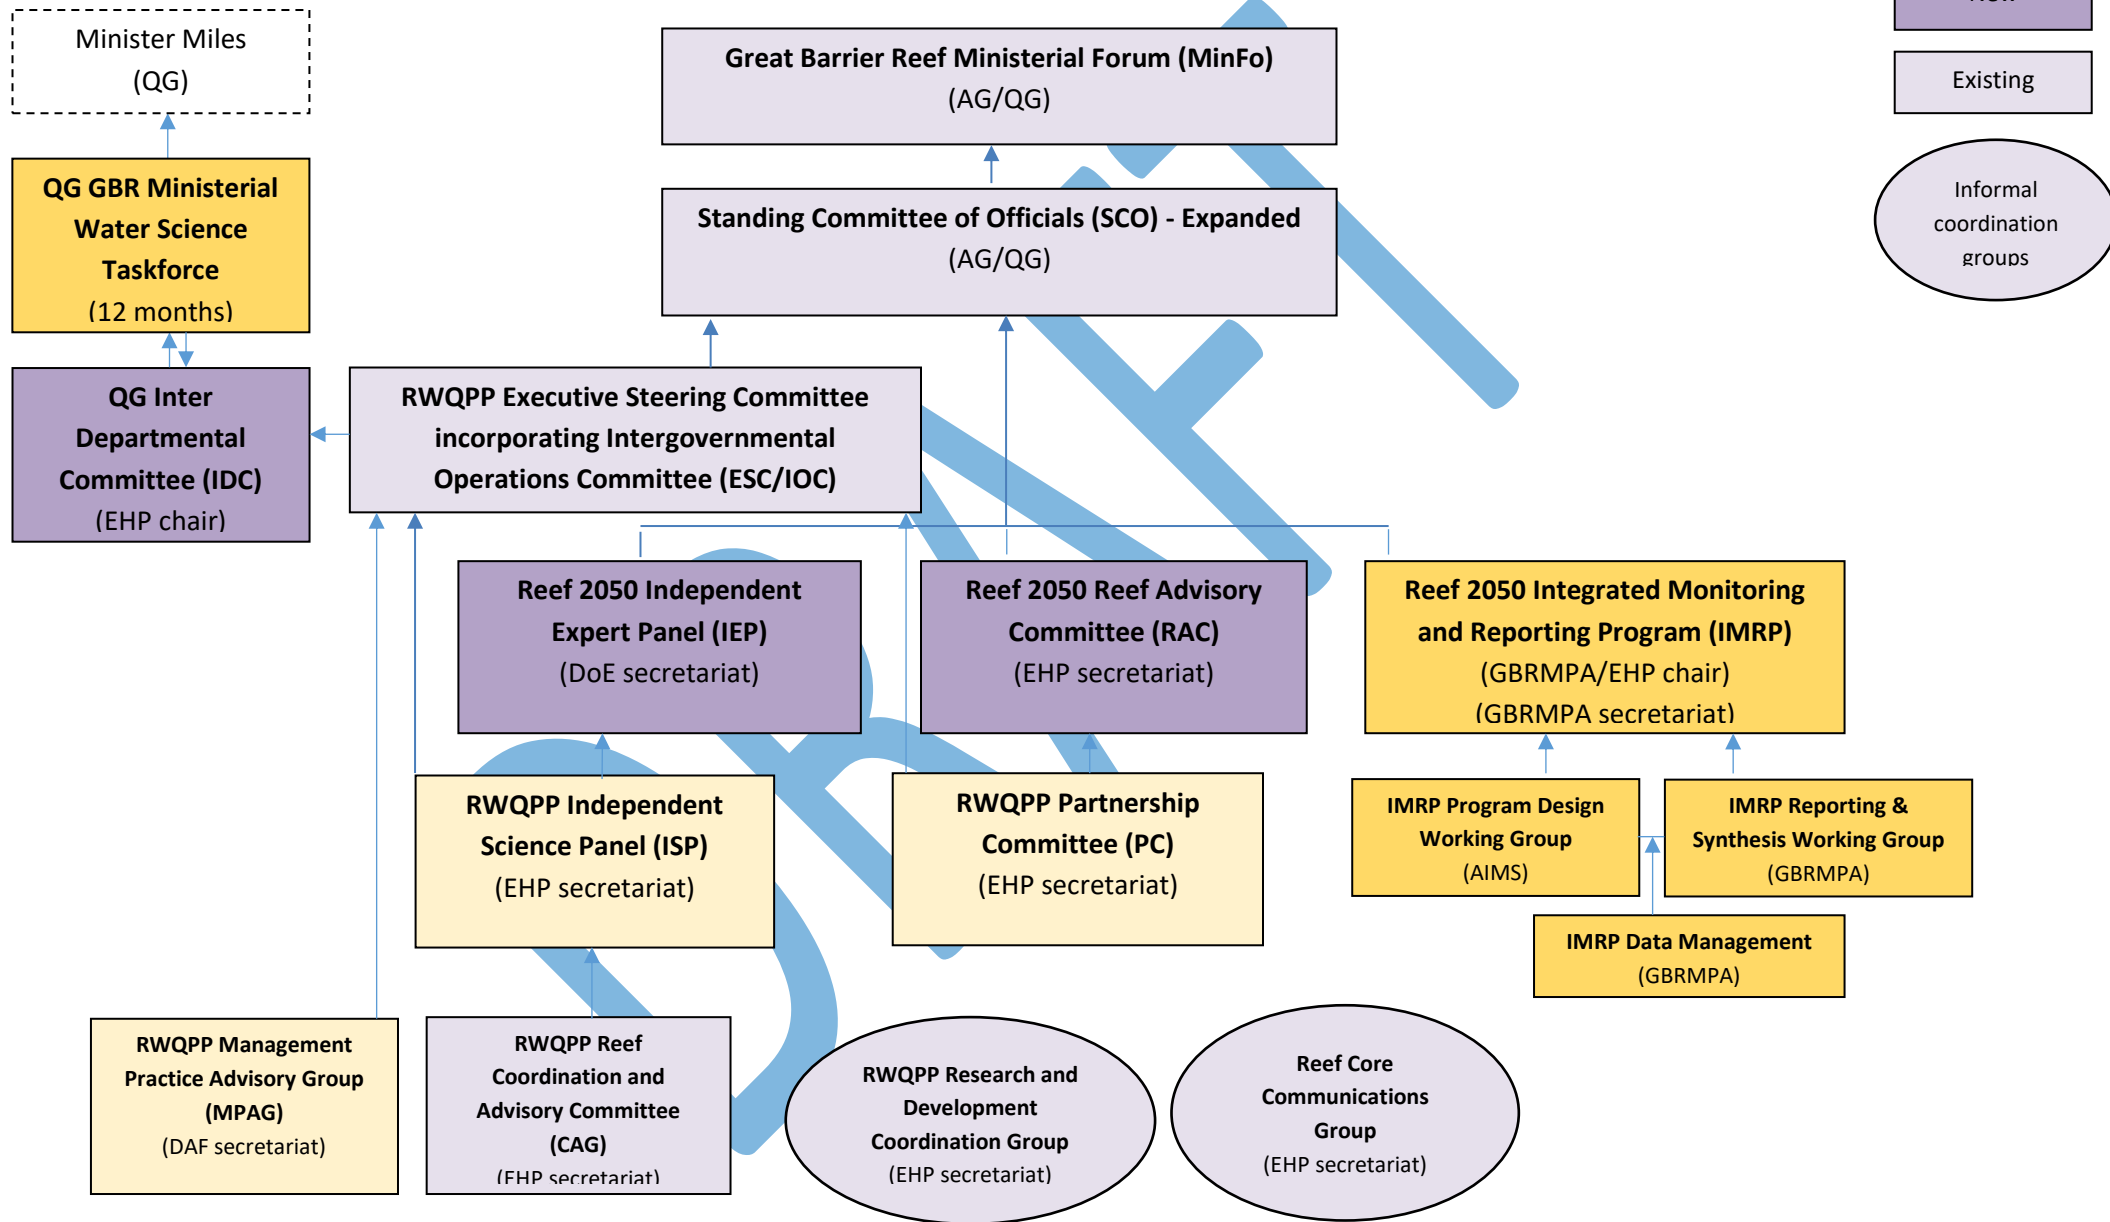 Minister Miles
(QG)
Great Barrier Reef Ministerial Forum (MinFo)
(AG/QG)
Existing
Informal
coordination
groups
QG GBR Ministerial
Water Science
Taskforce
(12 months)
Standing Committee of Officials (SCO) - Expanded
(AG/QG)
QG Inter
Departmental
Committee (IDC)
(EHP chair)
RWQPP Executive Steering Committee
incorporating Intergovernmental
Operations Committee (ESC/IOC)
Reef 2050 Independent
Expert Panel (IEP)
(DoE secretariat)
Reef 2050 Reef Advisory
Committee (RAC)
(EHP secretariat)
Reef 2050 Integrated Monitoring
and Reporting Program (IMRP)
(GBRMPA/EHP chair)
(GBRMPA secretariat)
RWQPP Independent
Science Panel (ISP)
(EHP secretariat)
RWQPP Partnership
Committee (PC)
(EHP secretariat)
IMRP Program Design
Working Group
(AIMS)
IMRP Reporting &
Synthesis Working Group
(GBRMPA)
IMRP Data Management
(GBRMPA)
RWQPP Management
Practice Advisory Group
(MPAG)
(DAF secretariat)
RWQPP Reef
Coordination and
Advisory Committee
(CAG)
(EHP secretariat)
RWQPP Research and
Development
Coordination Group
(EHP secretariat)
Reef Core
Communications
Group
(EHP secretariat)
DRAFT